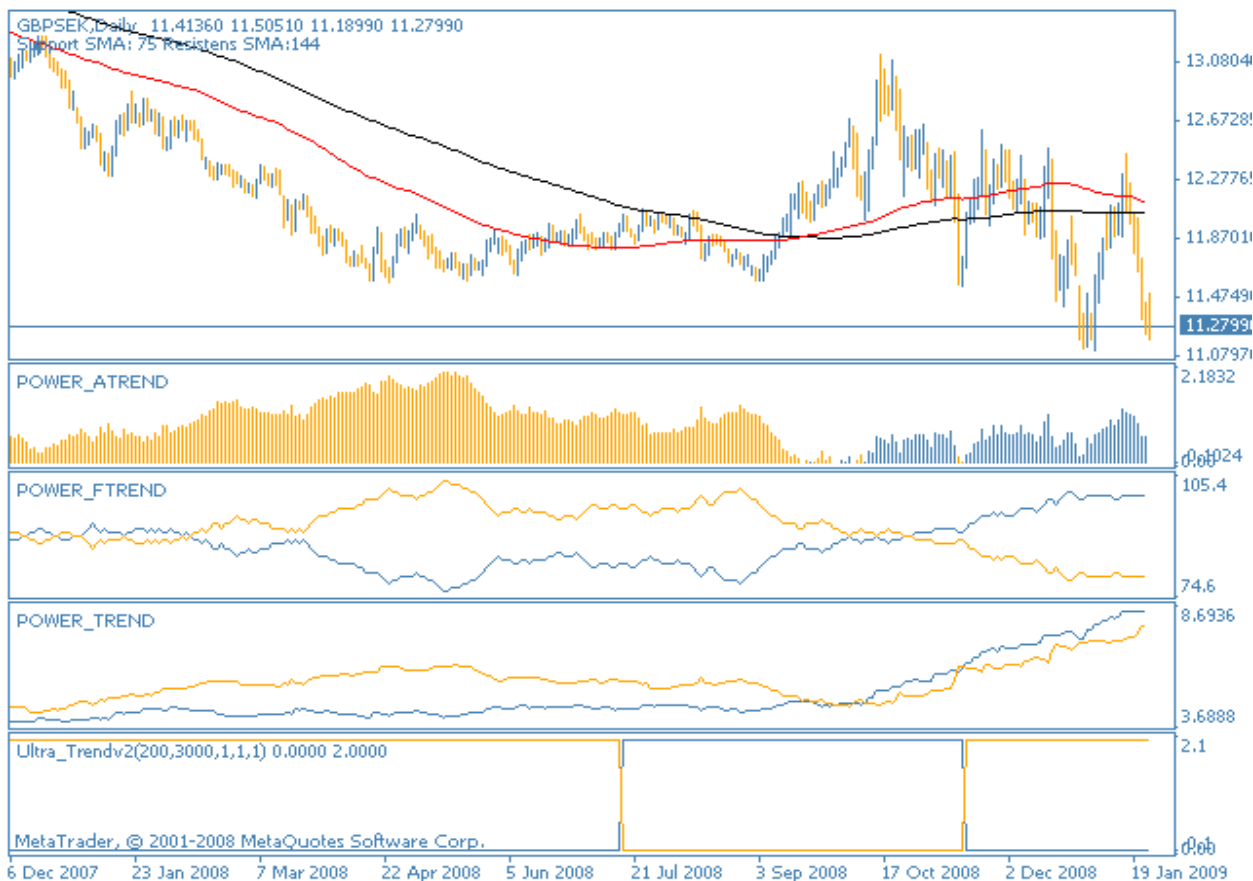 GBPSEK,Daily 11.41360 11.50510 11.18990 11.27990
Support SMA: 75 Resistens SMA:144
13.08040
12.67285
12.27765
11.87010
11.47490
11.27990
11.07970
POWER_ATREND
2.1832
0.1024
0.00
POWER_FTREND
105.4
74.6
POWER_TREND
8.6936
3.6888
Ultra_Trendv2(200,3000,1,1,1) 0.0000 2.0000
2.1
-0.1
0.00
MetaTrader, © 2001-2008 MetaQuotes Software Corp.
6 Dec 2007 23 Jan 2008 7 Mar 2008 22 Apr 2008 5 Jun 2008 21 Jul 2008 3 Sep 2008 17 Oct 2008 2 Dec 2008 19 Jan 2009